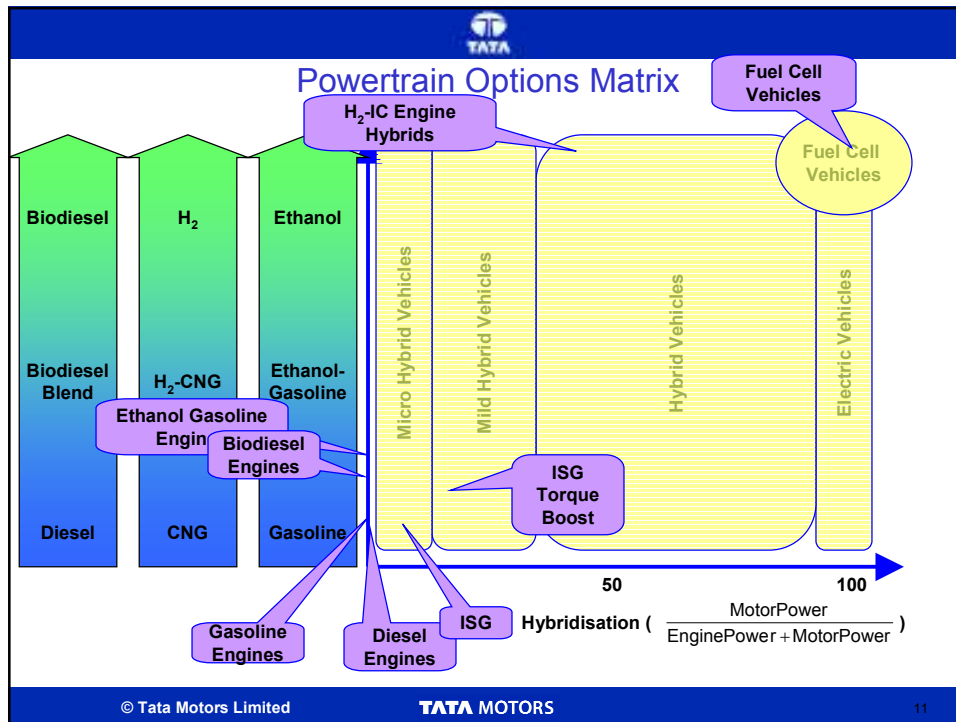 TATA
Powertrain Options Matrix
Fuel Cell
Vehicles
H₂-IC Engine
Hybrids
Fuel Cell
Vehicles
Biodiesel
H₂
Ethanol
Micro Hybrid Vehicles
Mild Hybrid Vehicles
Hybrid Vehicles
Electric Vehicles
Biodiesel
Blend
H₂-CNG
Ethanol-
Gasoline
Ethanol Gasoline
Engin
Biodiesel
Engines
ISG
Torque
Boost
Diesel
CNG
Gasoline
50
100
Gasoline
Engines
Diesel
Engines
ISG
Hybridisation ( MotorPower
EnginePower + MotorPower )
© Tata Motors Limited
TATA MOTORS
11